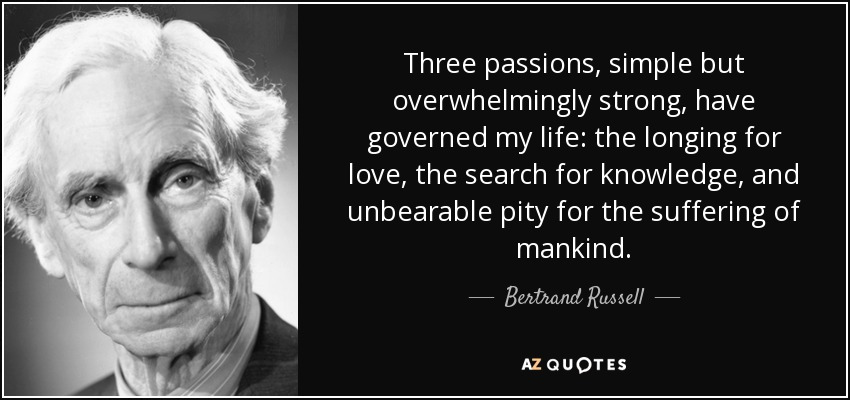 Three passions, simple but
overwhelmingly strong, have
governed my life: the longing for
love, the search for knowledge, and
unbearable pity for the suffering of
mankind.
Bertrand Russell
AZ QUOTES